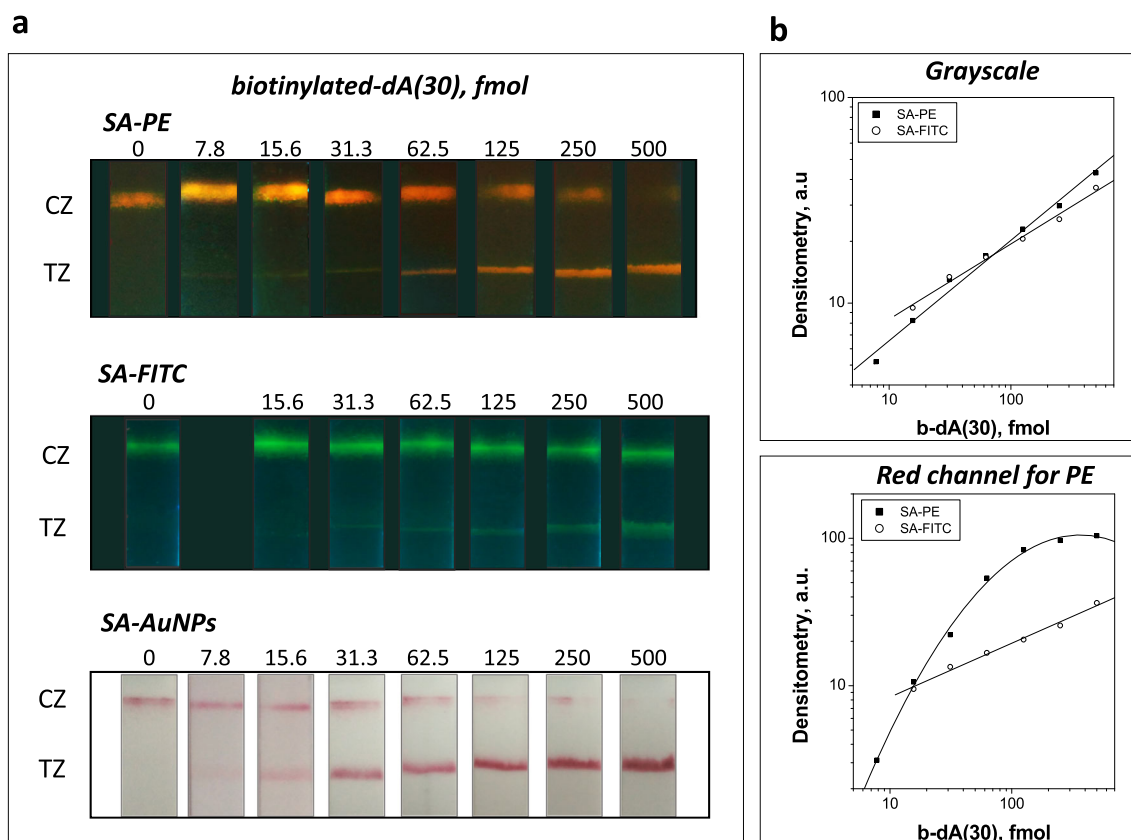 a
biotinylated-dA(30), fmol
SA-PE
0 7.8 15.6 31.3 62.5 125 250 500
CZ
TZ
SA-FITC
0 15.6 31.3 62.5 125 250 500
CZ
TZ
SA-AuNPs
0 7.8 15.6 31.3 62.5 125 250 500
CZ
TZ
b
Grayscale
100
SA-PE
SA-FITC
Densitometry, a.u
10
10 100
b-dA(30), fmol
Red channel for PE
SA-PE
SA-FITC
100
Densitometry, a.u.
10
10 100
b-dA(30), fmol